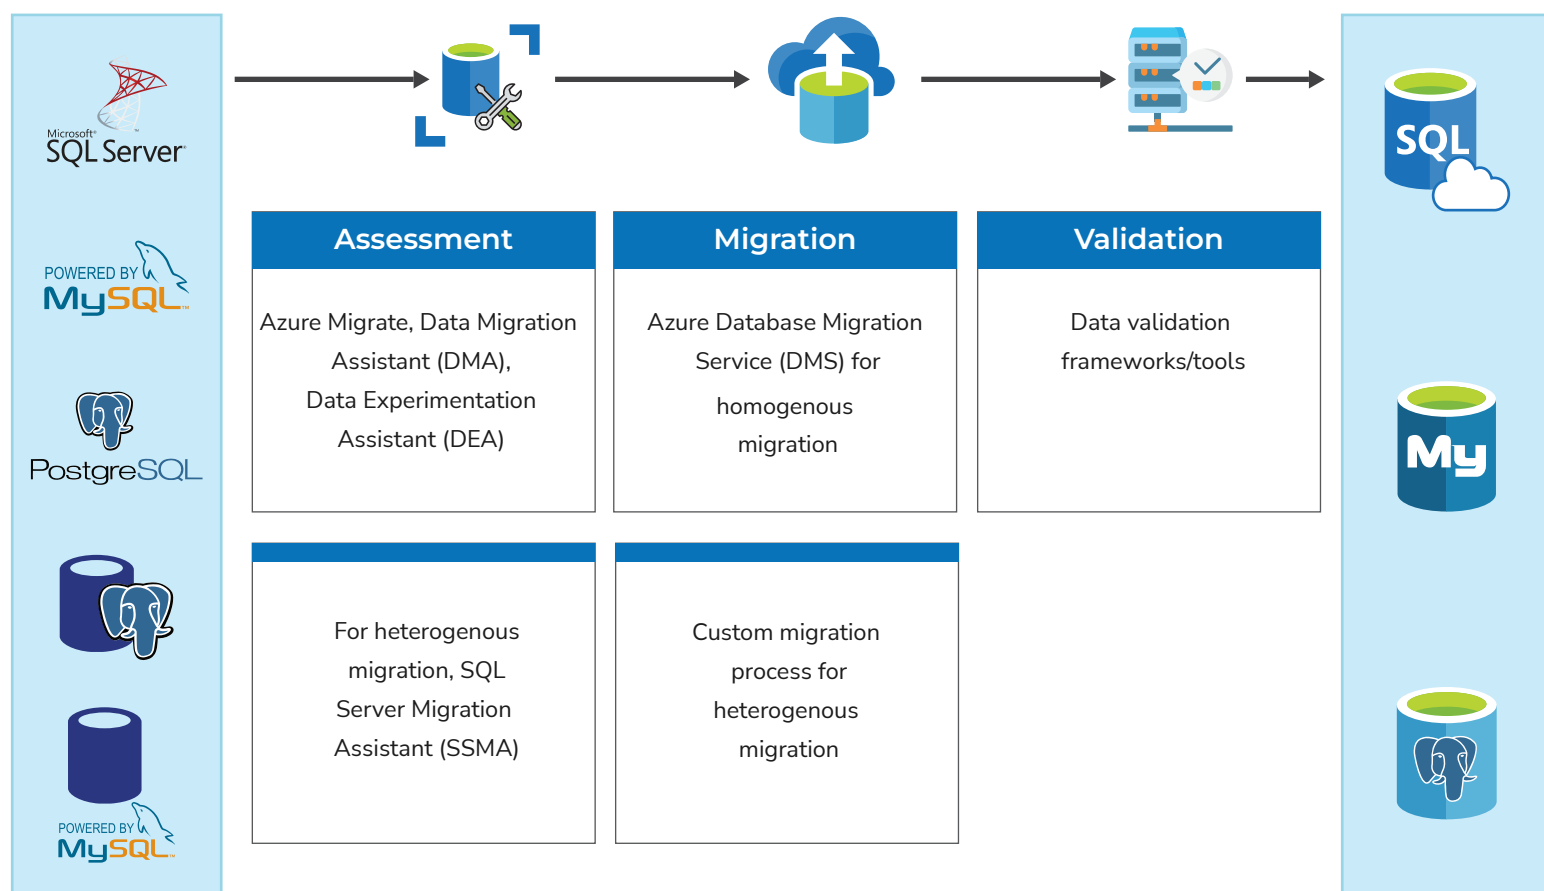 Microsoft®
SQL Server®
POWERED BY
MySQL™
PostgreSQL
POWERED BY
MySQL™
Assessment
Azure Migrate, Data Migration
Assistant (DMA),
Data Experimentation
Assistant (DEA)
For heterogenous
migration, SQL
Server Migration
Assistant (SSMA)
Migration
Azure Database Migration
Service (DMS) for
homogenous
migration
Custom migration
process for
heterogenous
migration
Validation
Data validation
frameworks/tools
SQL
My